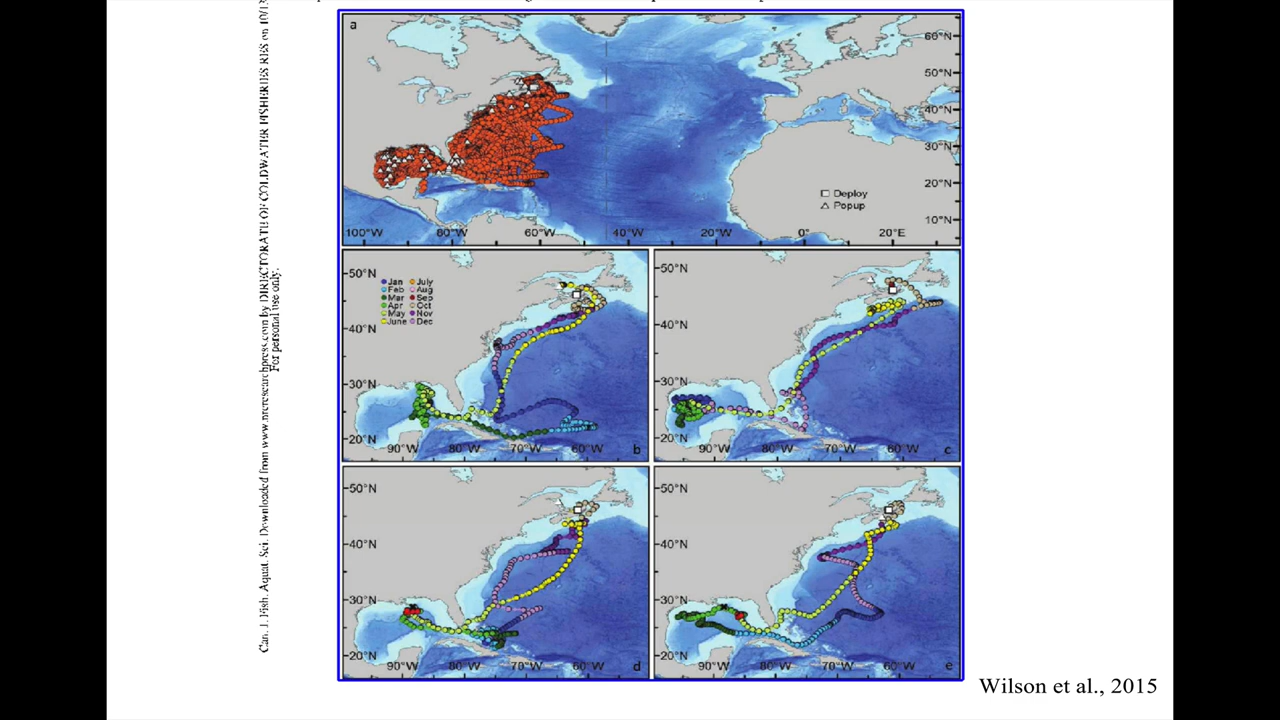 Can. J. Fish. Aquat. Sci. Downloaded from www.nrcresearchpress.com by DIRECTORATE OF COLDWATER FISHERIES RES on 10/13
For personal use only.
a
60°N
50°N
40°N
30°N
20°N
10°N
Deploy
Popup
100°W 80°W 60°W 40°W 20°W 0° 20°E
50°N
40°N
30°N
20°N
Jan July
Feb Aug
Mar Sep
Apr Oct
May Nov
June Dec
90°W 80°W 70°W 60°W b
50°N
40°N
30°N
20°N
90°W 80°W 70°W 60°W c
50°N
40°N
30°N
20°N
90°W 80°W 70°W 60°W d
50°N
40°N
30°N
20°N
90°W 80°W 70°W 60°W e
Wilson et al., 2015